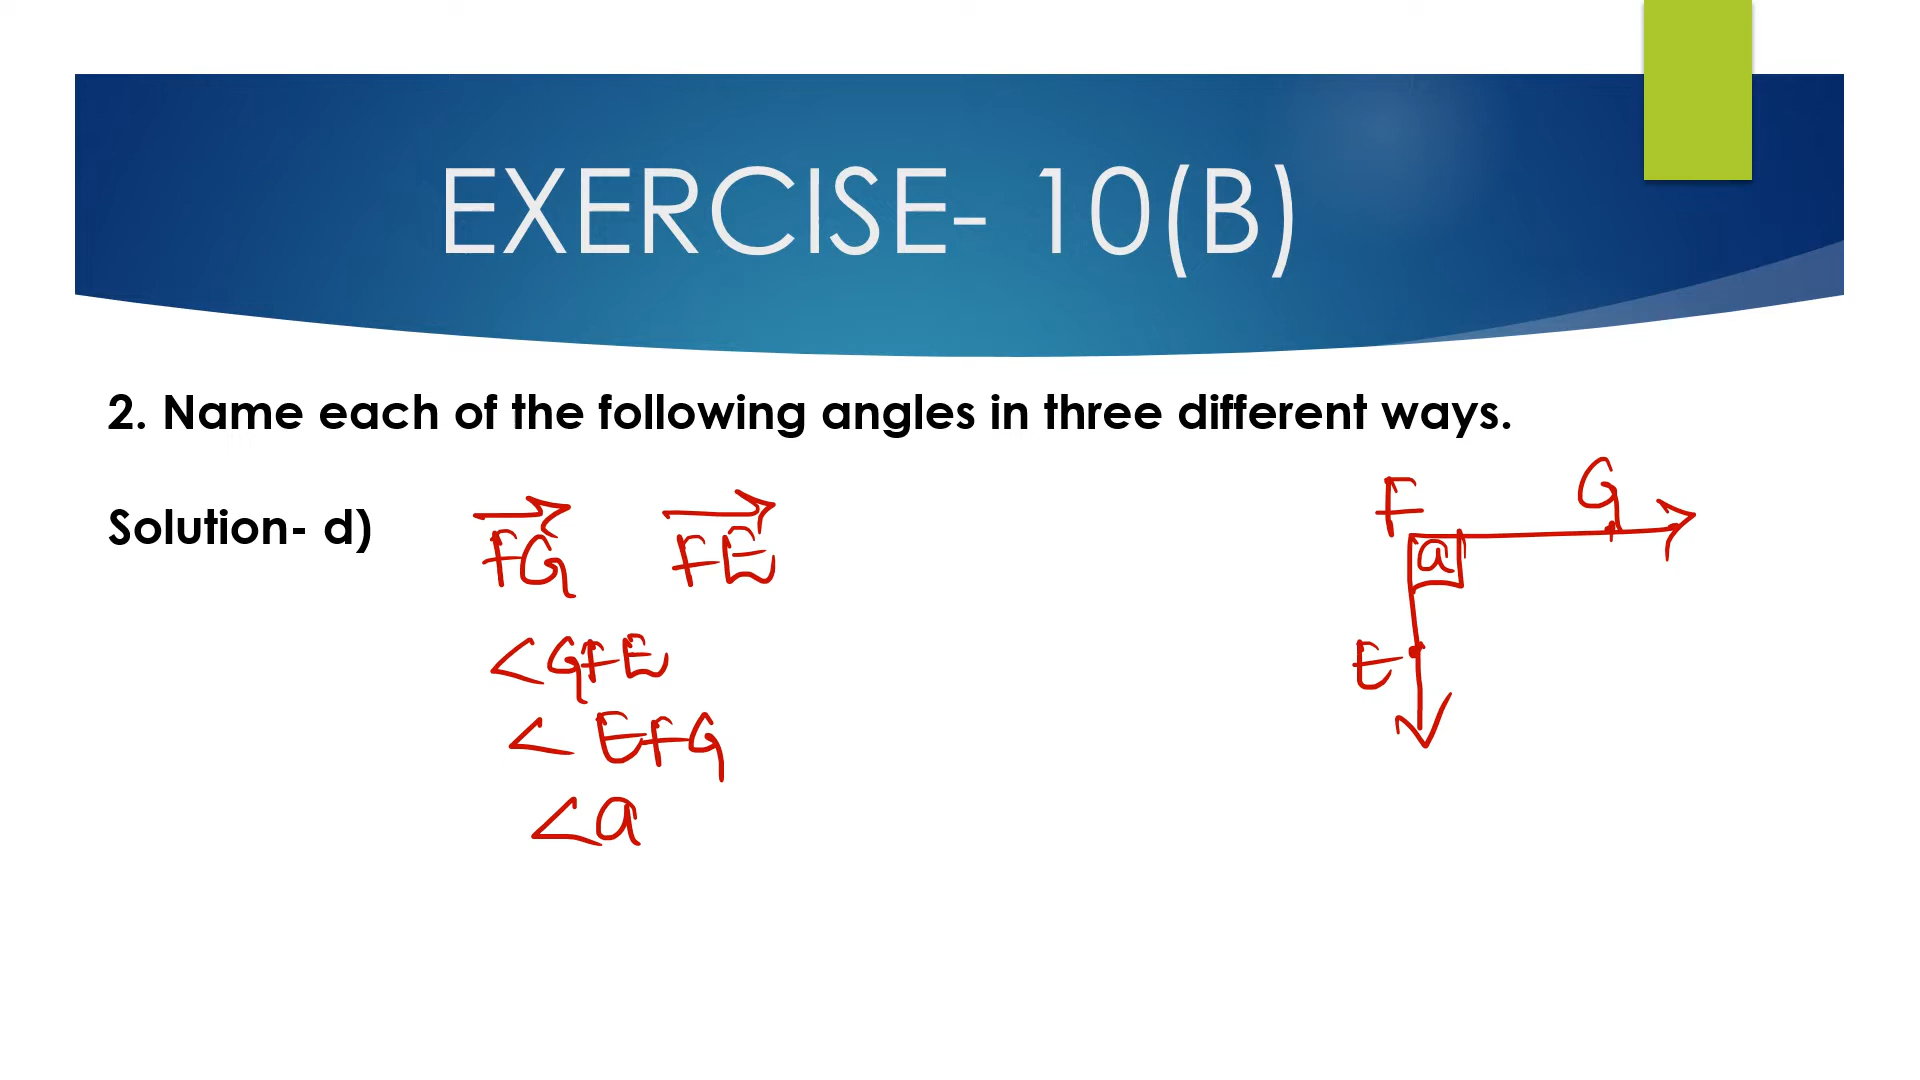 EXERCISE- 10(B)
2. Name each of the following angles in three different ways.
Solution- d)
FG FE
<GFE
<EFG
<a
F
G
a
E